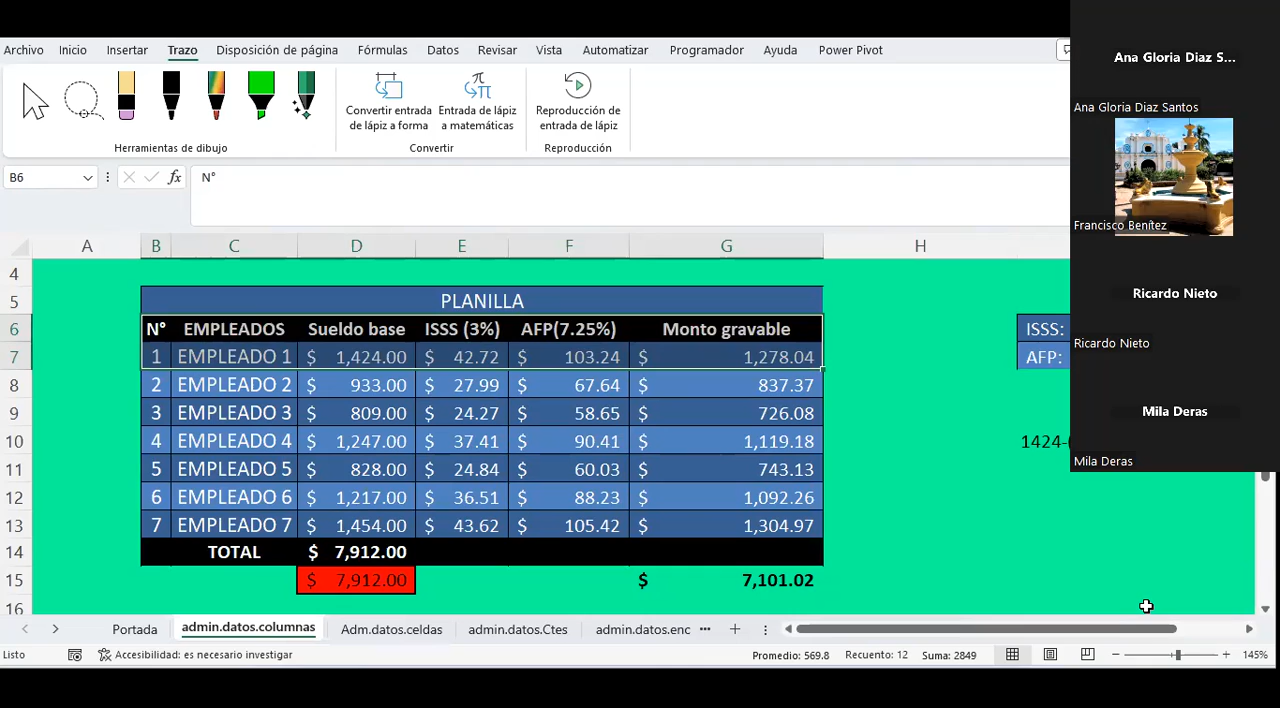 Archivo Inicio Insertar Trazo Disposición de página Fórmulas Datos Revisar Vista Automatizar Programador Ayuda Power Pivot
Convertir entrada de lápiz a forma
Entrada de lápiz a matemáticas
Reproducción de entrada de lápiz
Herramientas de dibujo Convertir Reproducción
B6 fx N°
A B C D E F G H
4
5 PLANILLA
6 N° EMPLEADOS Sueldo base ISSS (3%) AFP(7.25%) Monto gravable ISSS:
7 1 EMPLEADO 1 $ 1,424.00 $ 42.72 $ 103.24 $ 1,278.04 AFP:
8 2 EMPLEADO 2 $ 933.00 $ 27.99 $ 67.64 $ 837.37
9 3 EMPLEADO 3 $ 809.00 $ 24.27 $ 58.65 $ 726.08
10 4 EMPLEADO 4 $ 1,247.00 $ 37.41 $ 90.41 $ 1,119.18 1424-(
11 5 EMPLEADO 5 $ 828.00 $ 24.84 $ 60.03 $ 743.13
12 6 EMPLEADO 6 $ 1,217.00 $ 36.51 $ 88.23 $ 1,092.26
13 7 EMPLEADO 7 $ 1,454.00 $ 43.62 $ 105.42 $ 1,304.97
14 TOTAL $ 7,912.00
15 $ 7,912.00 $ 7,101.02
16
Portada admin.datos.columnas Adm.datos.celdas admin.datos.Ctes admin.datos.enc ••• +
Listo Accesibilidad: es necesario investigar Promedio: 569.8 Recuento: 12 Suma: 2849 145%
Ana Gloria Diaz S...
Ana Gloria Diaz Santos
Francisco Benítez
Ricardo Nieto
Ricardo Nieto
Mila Deras
Mila Deras